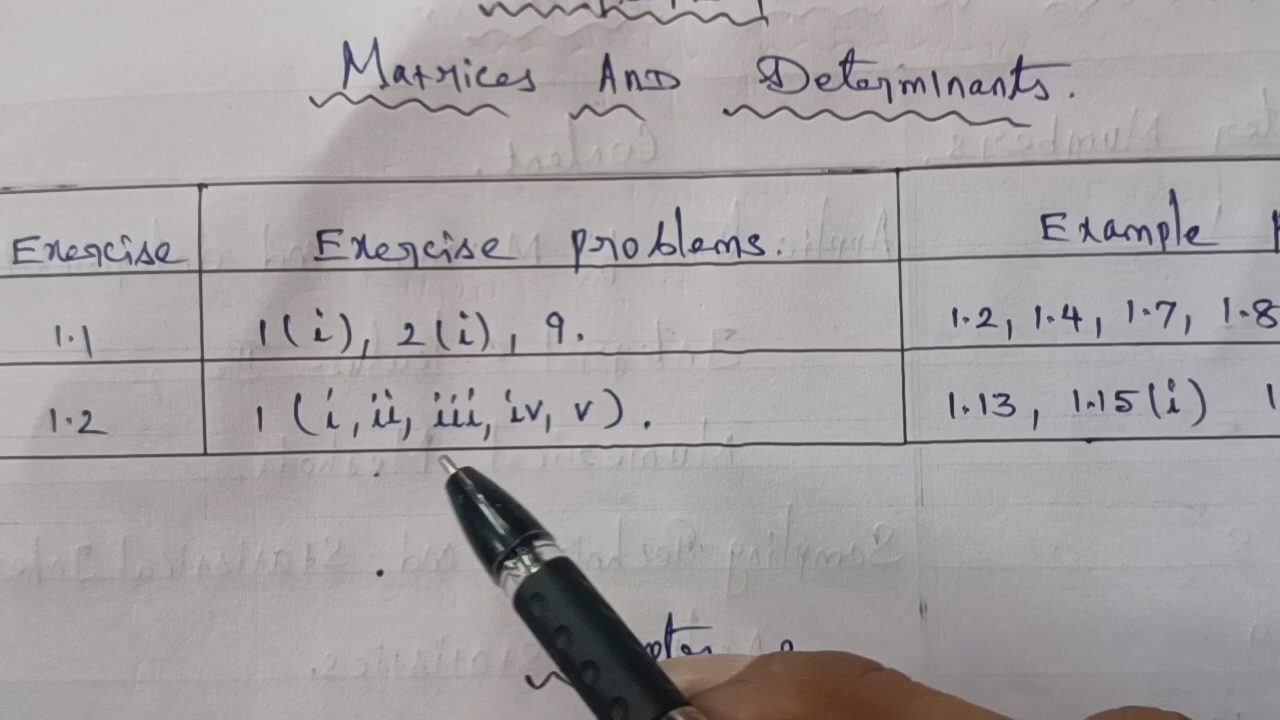 Matrices And Determinants.
Exercise Exercise problems. Example
1.1 1(i), 2(i), 9. 1.2, 1.4, 1.7, 1.8
1.2 1 (i, ii, iii, iv, v). 1.13, 1.15(i) 1